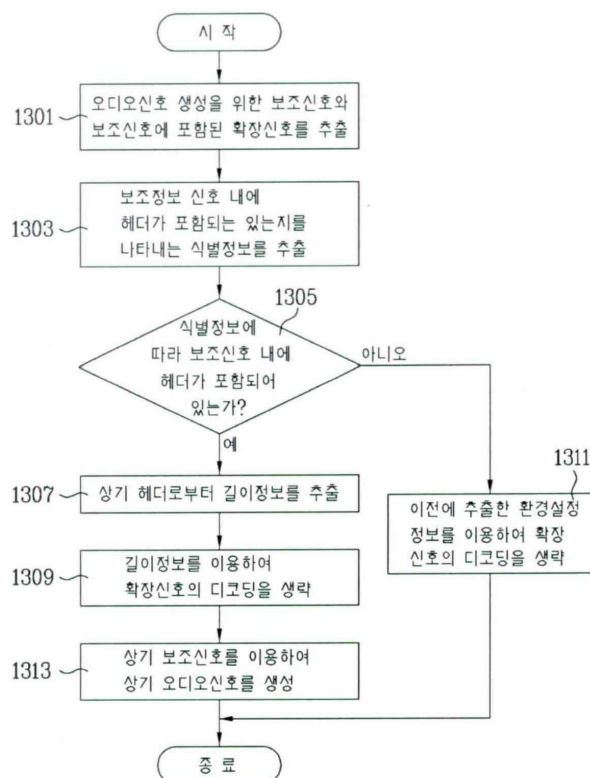 시 작
1301
오디오신호 생성을 위한 보조신호와
보조신호에 포함된 확장신호를 추출
1303
보조정보 신호 내에
헤더가 포함되는 있는지를
나타내는 식별정보를 추출
1305
식별정보에
따라 보조신호 내에
헤더가 포함되어
있는가?
아니오
예
1307
상기 헤더로부터 길이정보를 추출
1311
이전에 추출한 환경설정
정보를 이용하여 확장
신호의 디코딩을 생략
1309
길이정보를 이용하여
확장신호의 디코딩을 생략
1313
상기 보조신호를 이용하여
상기 오디오신호를 생성
종 료